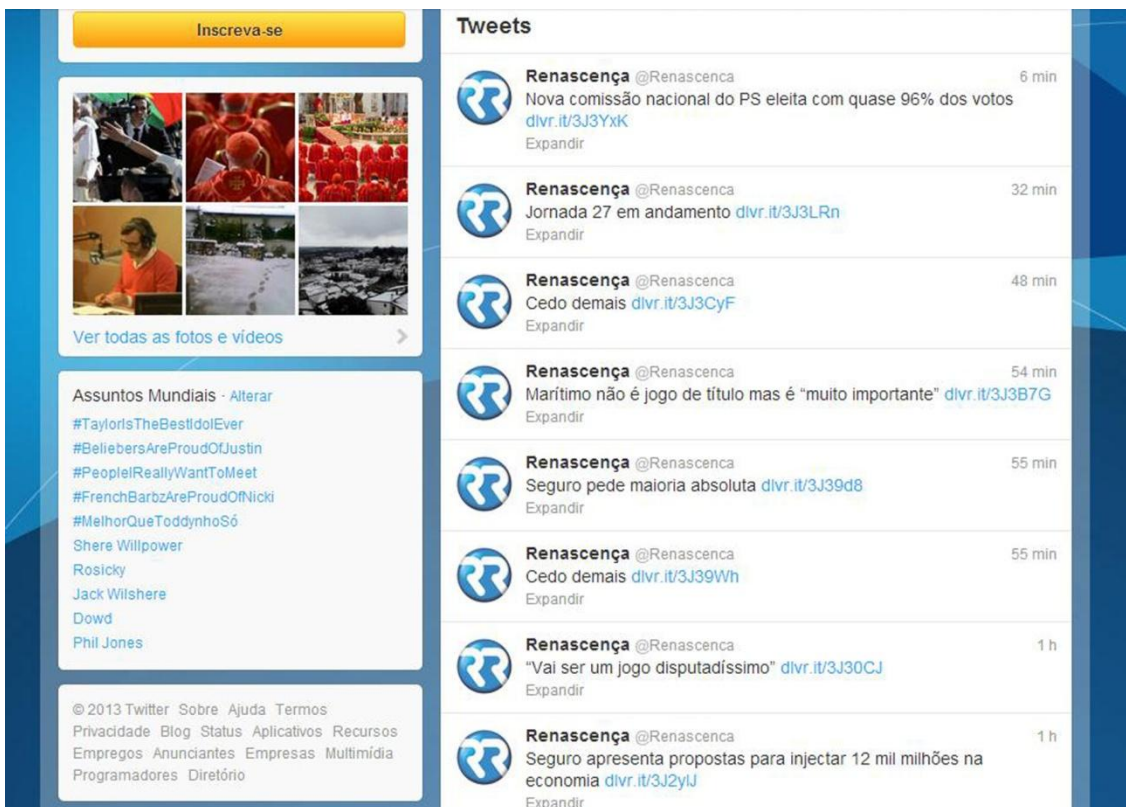 Inscreva-se
Ver todas as fotos e vídeos
Assuntos Mundiais · Alterar
#TaylorIsTheBestIdolEver
#BeliebersAreProudOfJustin
#PeopleIReallyWantToMeet
#FrenchBarbzAreProudOfNicki
#MelhorQueToddynhoSó
Shere Willpower
Rosicky
Jack Wilshere
Dowd
Phil Jones
© 2013 Twitter Sobre Ajuda Termos
Privacidade Blog Status Aplicativos Recursos
Empregos Anunciantes Empresas Multimídia
Programadores Diretório
Tweets
Renascença @Renascenca 6 min
Nova comissão nacional do PS eleita com quase 96% dos votos
dlvr.it/3J3YxK
Expandir
Renascença @Renascenca 32 min
Jornada 27 em andamento dlvr.it/3J3LRn
Expandir
Renascença @Renascenca 48 min
Cedo demais dlvr.it/3J3CyF
Expandir
Renascença @Renascenca 54 min
Marítimo não é jogo de título mas é “muito importante” dlvr.it/3J3B7G
Expandir
Renascença @Renascenca 55 min
Seguro pede maioria absoluta dlvr.it/3J39d8
Expandir
Renascença @Renascenca 55 min
Cedo demais dlvr.it/3J39Wh
Expandir
Renascença @Renascenca 1 h
“Vai ser um jogo disputadíssimo” dlvr.it/3J30CJ
Expandir
Renascença @Renascenca 1 h
Seguro apresenta propostas para injectar 12 mil milhões na
economia dlvr.it/3J2ylJ
Expandir